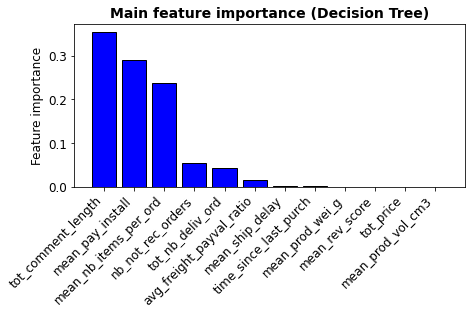 Main feature importance (Decision Tree)
Feature importance
0.3
0.2
0.1
0.0
tot_comment_length
mean_pay_install
mean_nb_items_per_ord
nb_not_rec_orders
tot_nb_deliv_ord
avg_freight_payval_ratio
mean_ship_delay
time_since_last_purch
mean_prod_wei_g
mean_rev_score
tot_price
mean_prod_vol_cm3